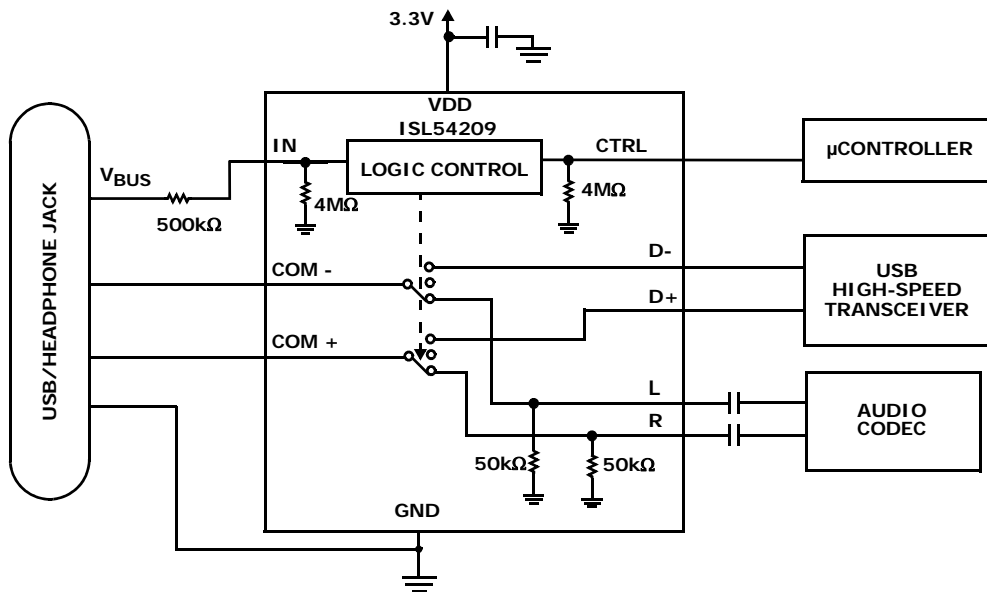 3.3V
VDD
ISL54209
IN
LOGIC CONTROL
CTRL
µCONTROLLER
VBUS
500kΩ
4MΩ
4MΩ
USB/HEADPHONE JACK
COM -
COM +
D-
D+
USB
HIGH-SPEED
TRANSCEIVER
L
R
AUDIO
CODEC
50kΩ
50kΩ
GND